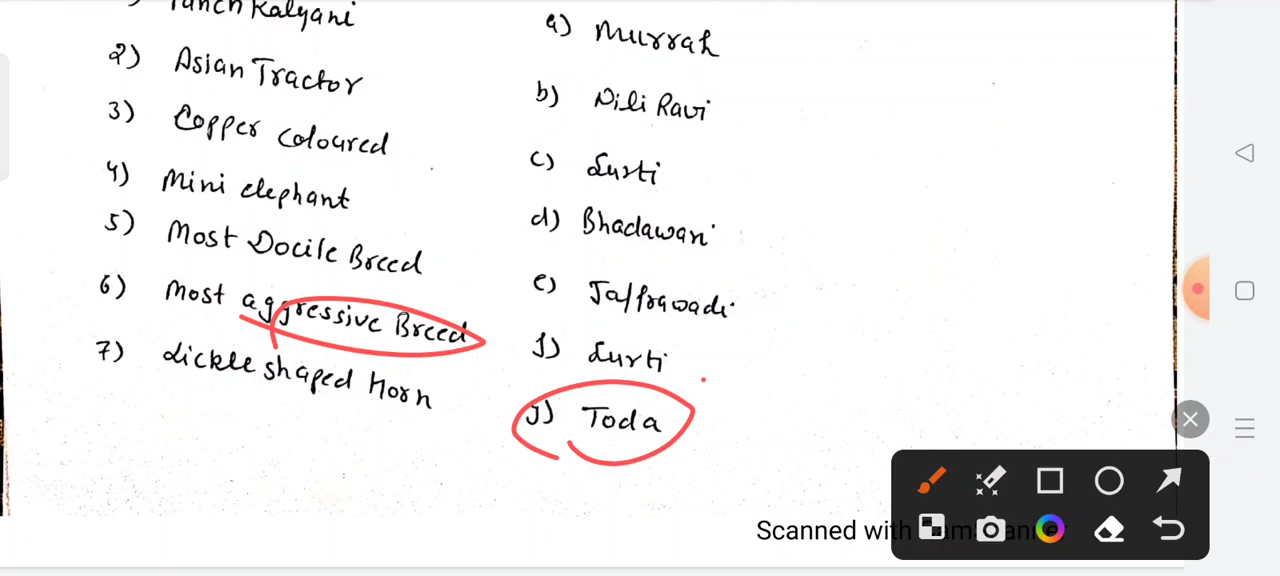 Panch Kalyani
a) Murrah
2) Asian Tractor
b) Nili Ravi
3) Copper coloured
c) Surti
4) Mini elephant
d) Bhadawari
5) Most Docile Breed
e) Jaffrawadi
6) Most aggressive Breed
f) Surti
7) Sickle shaped Horn
g) Toda
Scanned with